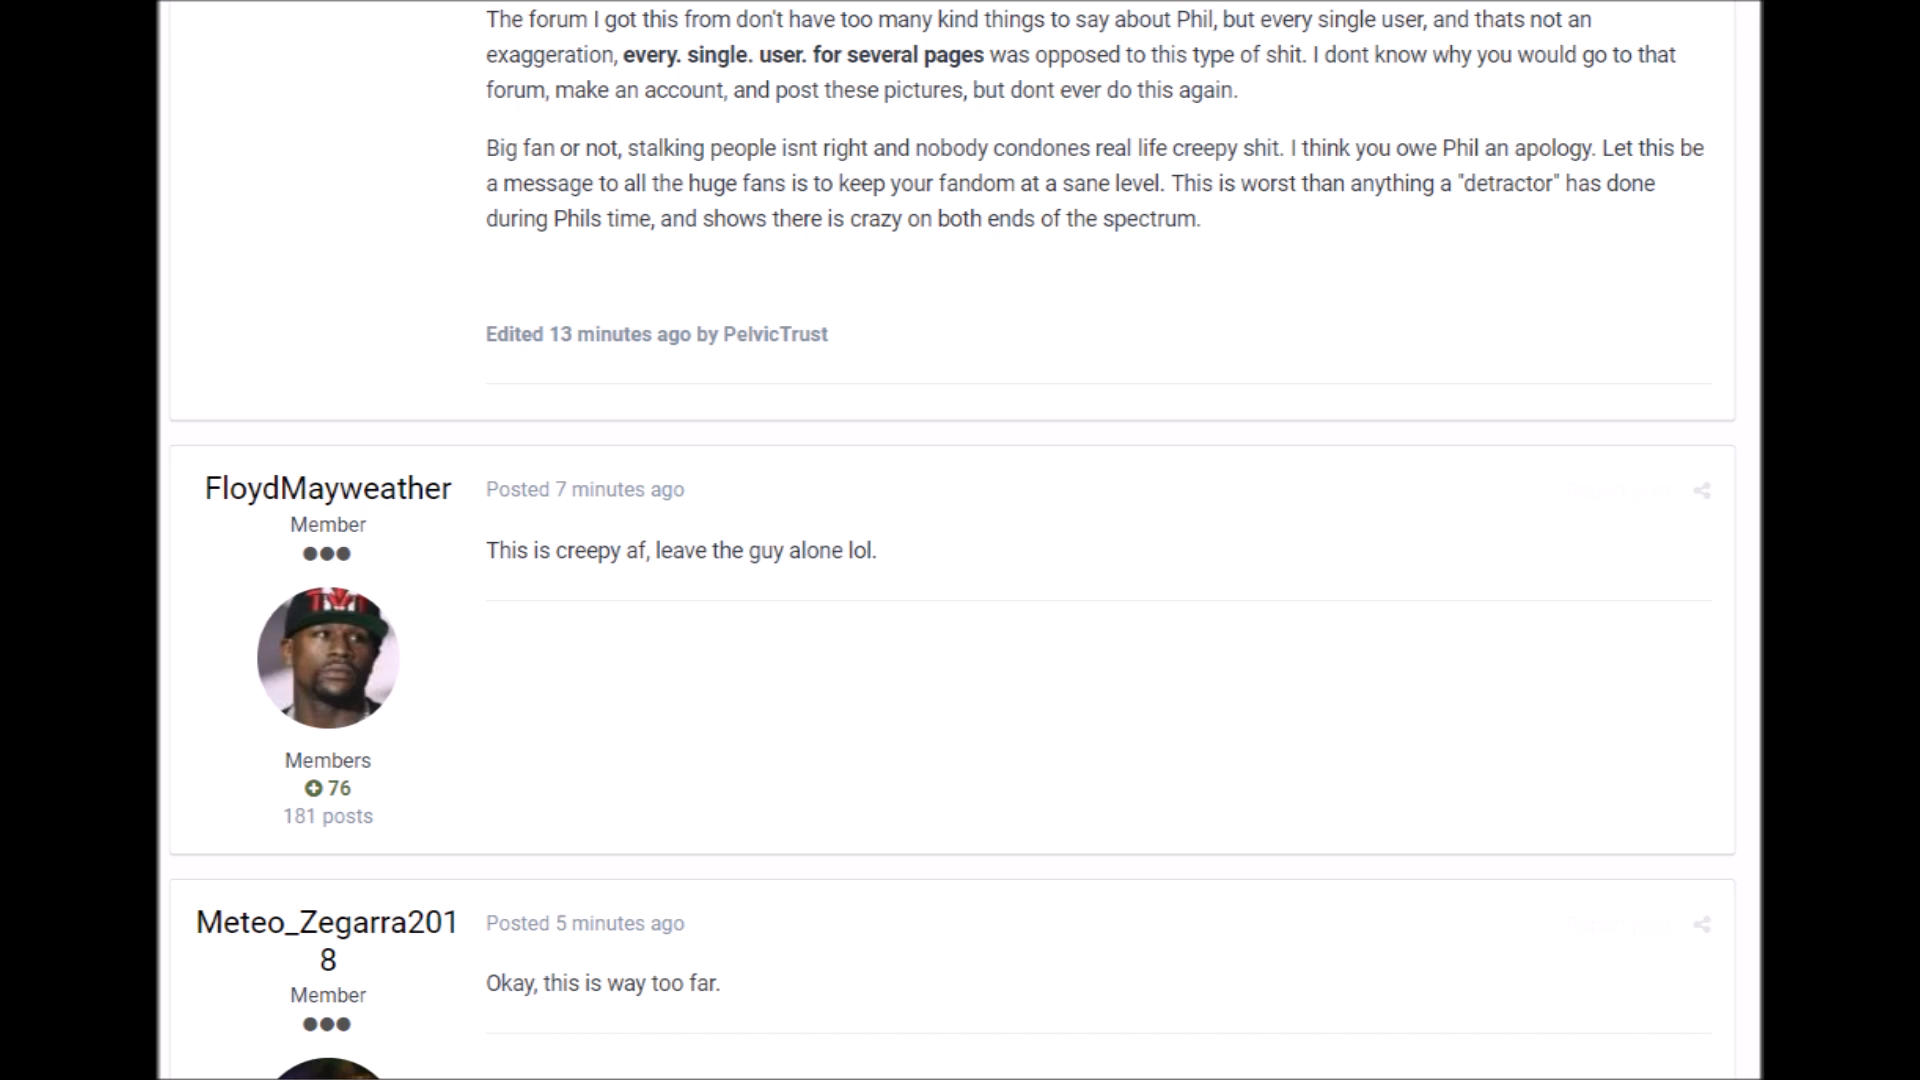 The forum I got this from don't have too many kind things to say about Phil, but every single user, and thats not an
exaggeration, every. single. user. for several pages was opposed to this type of shit. I dont know why you would go to that
forum, make an account, and post these pictures, but dont ever do this again.
Big fan or not, stalking people isnt right and nobody condones real life creepy shit. I think you owe Phil an apology. Let this be
a message to all the huge fans is to keep your fandom at a sane level. This is worst than anything a "detractor" has done
during Phils time, and shows there is crazy on both ends of the spectrum.
Edited 13 minutes ago by PelvicTrust
FloydMayweather
Posted 7 minutes ago
Member
This is creepy af, leave the guy alone lol.
Members
76
181 posts
Meteo_Zegarra201
8
Posted 5 minutes ago
Member
Okay, this is way too far.